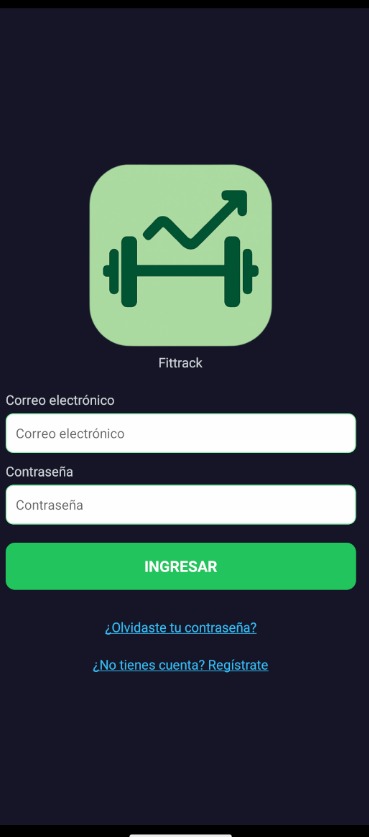 Fittrack
Correo electrónico
Correo electrónico
Contraseña
Contraseña
INGRESAR
¿Olvidaste tu contraseña?
¿No tienes cuenta? Regístrate